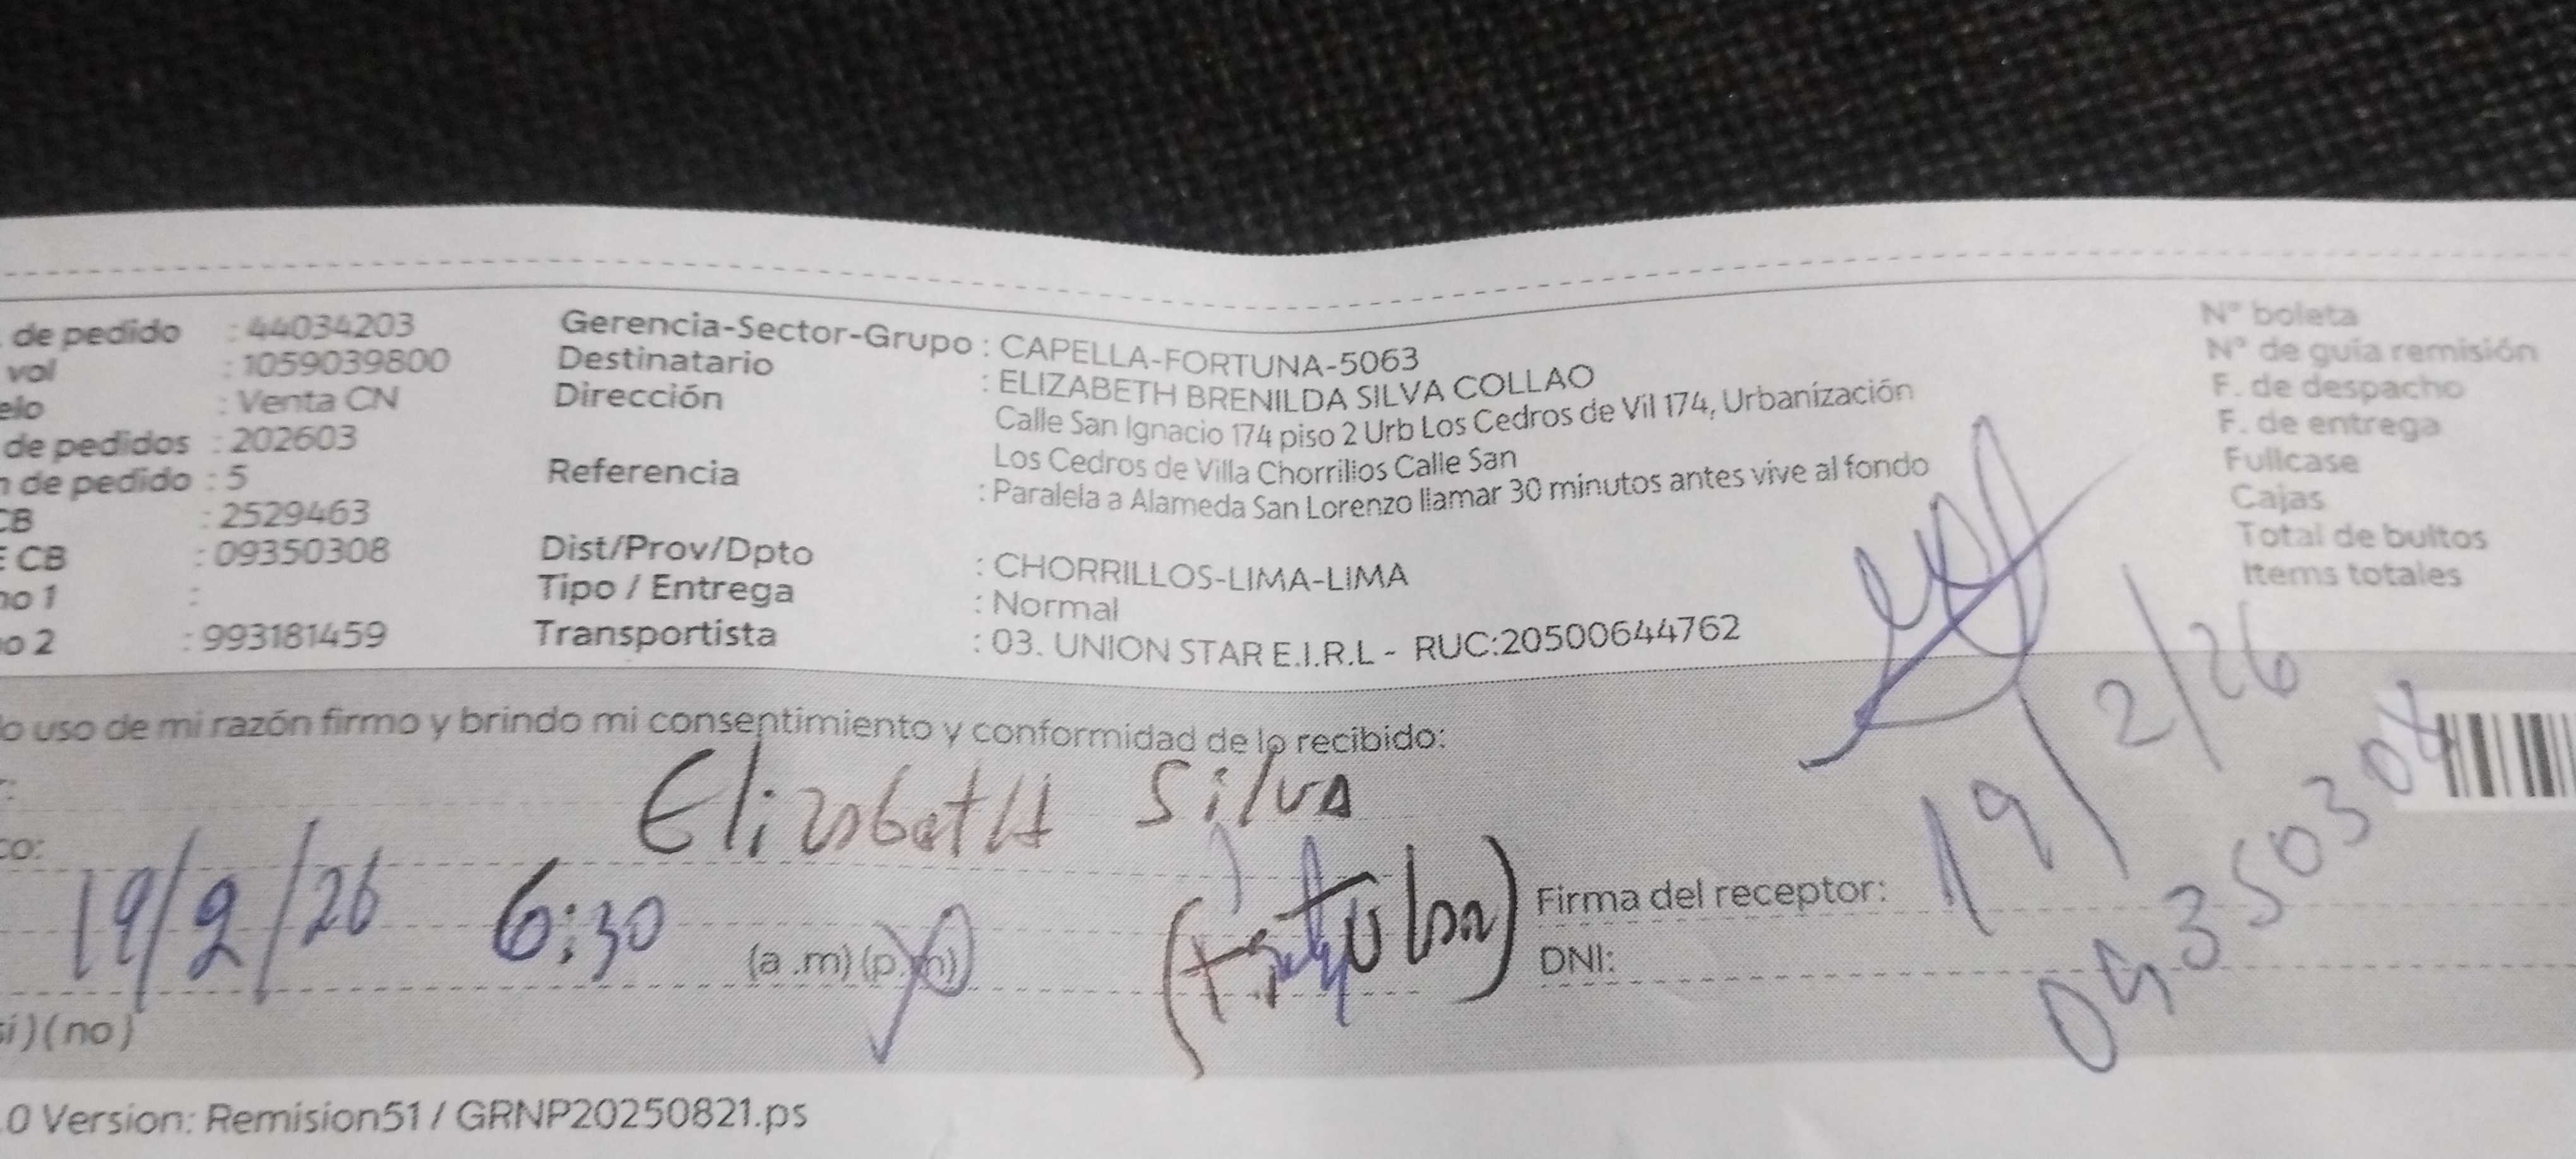 de pedido : 44034203
vol : 1059039800
elo : Venta CN
de pedidos : 202603
n de pedido : 5
CB : 2529463
E CB : 09350308
no 1 :
no 2 : 993181459
Gerencia-Sector-Grupo : CAPELLA-FORTUNA-5063
Destinatario : ELIZABETH BRENILDA SILVA COLLAO
Dirección
Calle San Ignacio 174 piso 2 Urb Los Cedros de Vil 174, Urbanización
Los Cedros de Villa Chorrillos Calle San
Referencia : Paralela a Alameda San Lorenzo llamar 30 minutos antes vive al fondo
Dist/Prov/Dpto : CHORRILLOS-LIMA-LIMA
Tipo / Entrega : Normal
Transportista : 03. UNION STAR E.I.R.L - RUC:20500644762
N° boleta
N° de guía remisión
F. de despacho
F. de entrega
Fullcase
Cajas
Total de bultos
Items totales
lo uso de mi razón firmo y brindo mi consentimiento y conformidad de lo recibido:
Elizabeth Silva
co:
19/2/26 6:30 (a .m) (p.m)
Firma del receptor: 19/2/26
DNI:
sí ) ( no )
.0 Version: Remision51 / GRNP20250821.ps